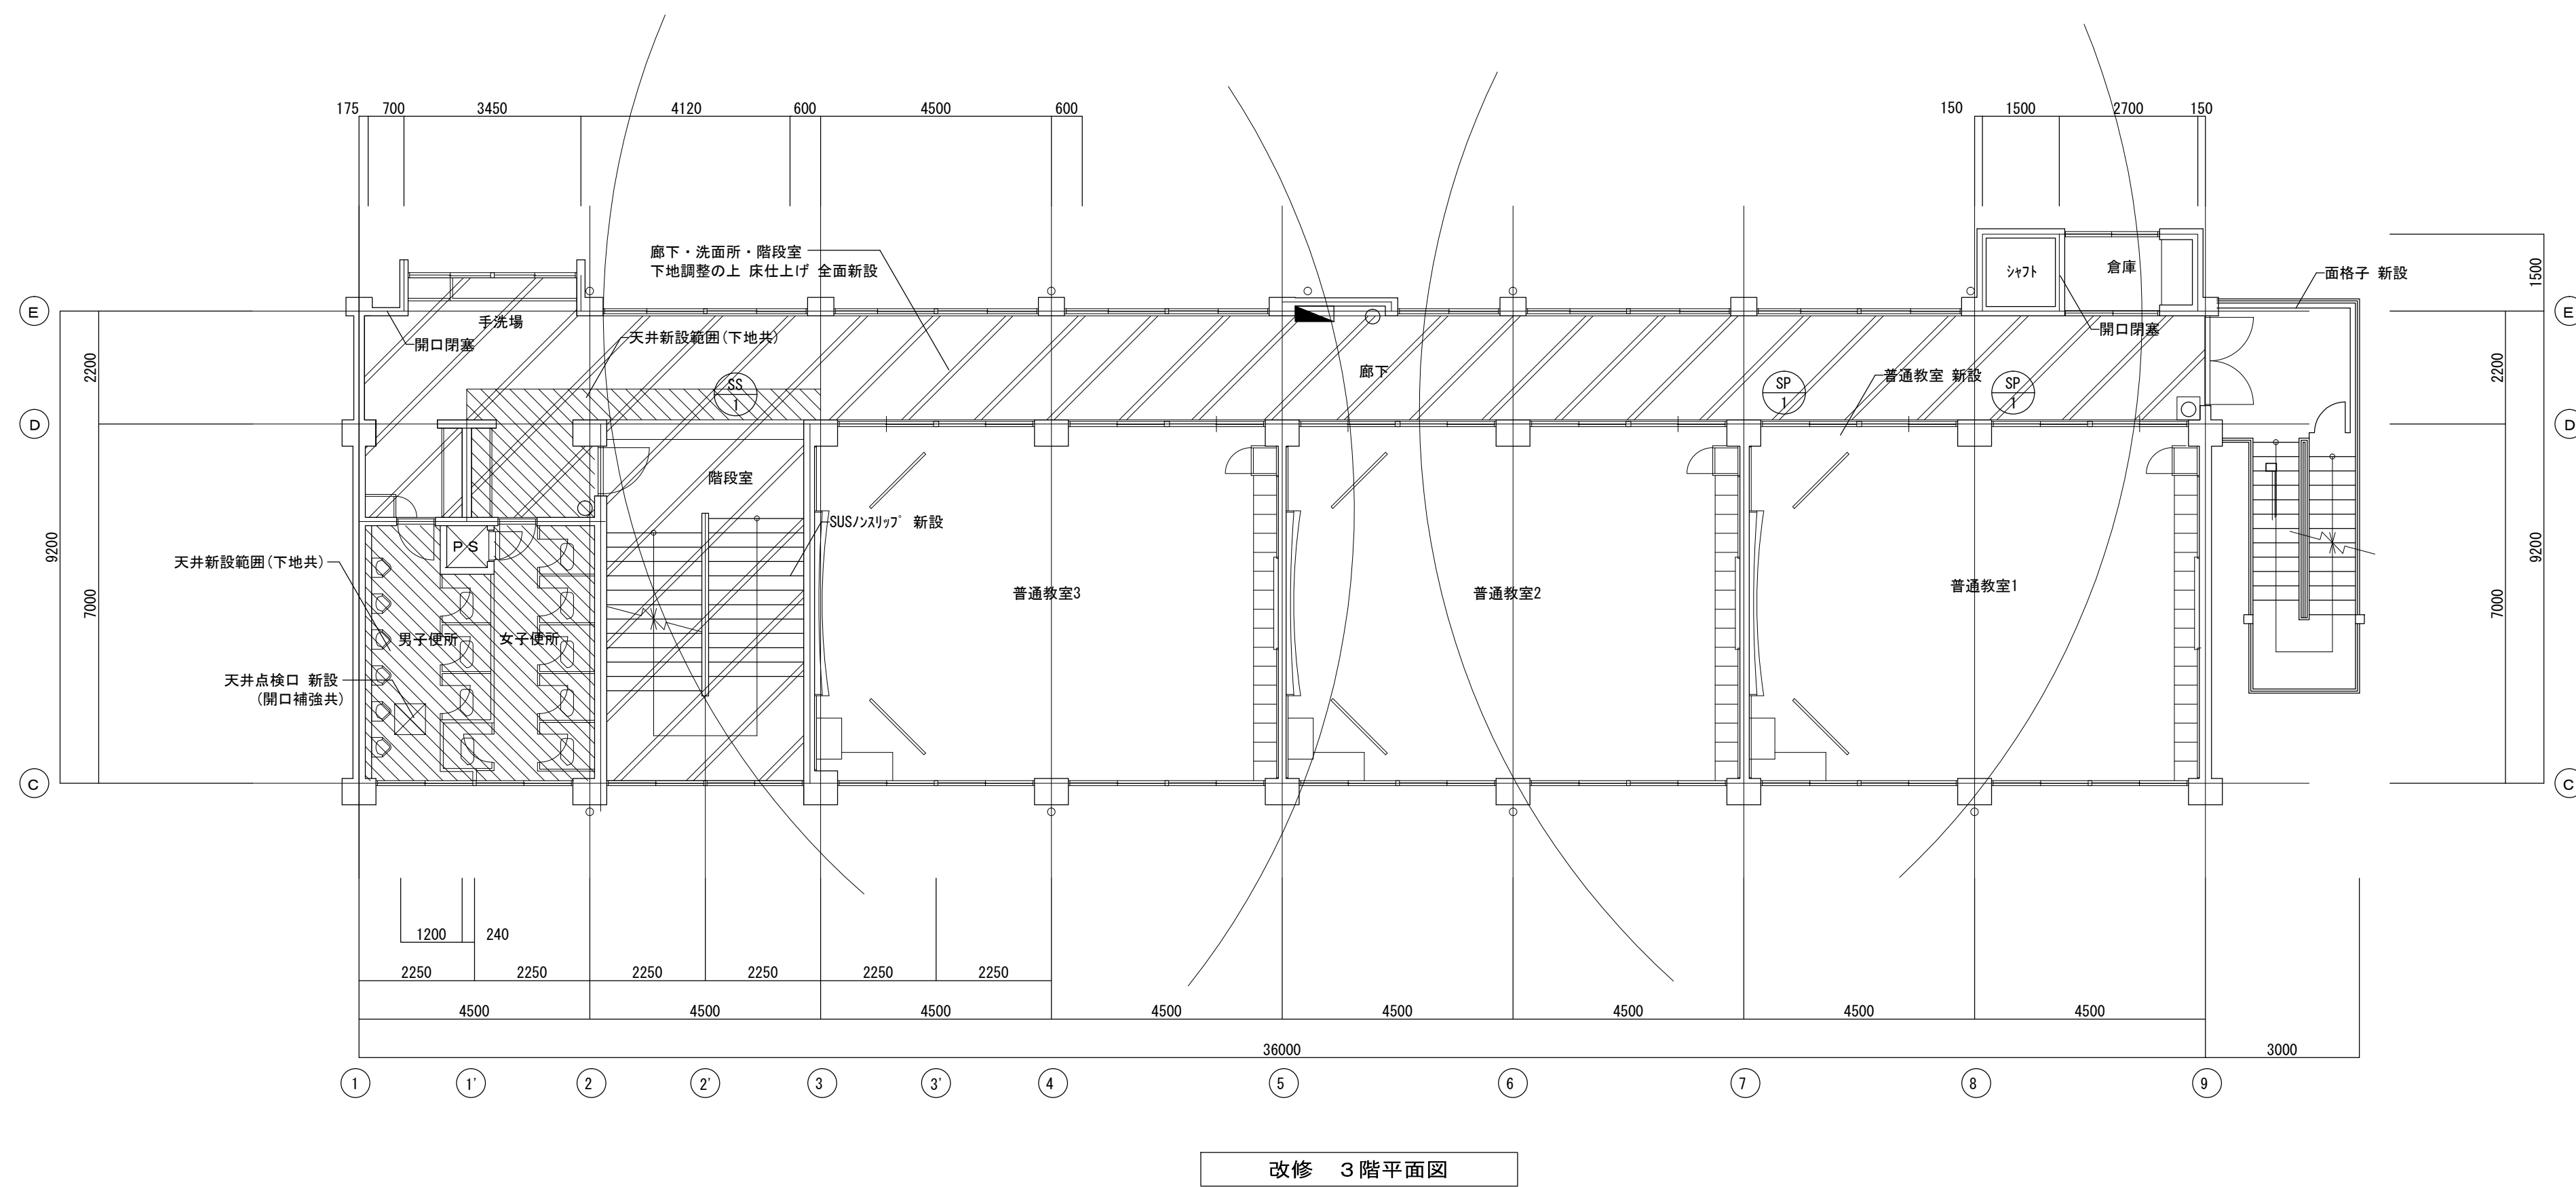 175 700 3450 4120 600 4500 600
150 1500 2700 150
廊下・洗面所・階段室
下地調整の上 床仕上げ 全面新設
シャフト
倉庫
面格子 新設
1500
E
手洗場
開口閉塞
天井新設範囲(下地共)
開口閉塞
E
2200
廊下
SS
1
SP
1
普通教室 新設
SP
1
2200
D
D
階段室
SUSノンスリップ 新設
9200
PS
天井新設範囲(下地共)
9200
7000
普通教室3
普通教室2
普通教室1
7000
男子便所
女子便所
天井点検口 新設
(開口補強共)
C
C
1200 240
2250 2250 2250 2250 2250 2250
4500 4500 4500 4500 4500 4500 4500 4500
36000 3000
1 1' 2 2' 3 3' 4 5 6 7 8 9
改修 3階平面図